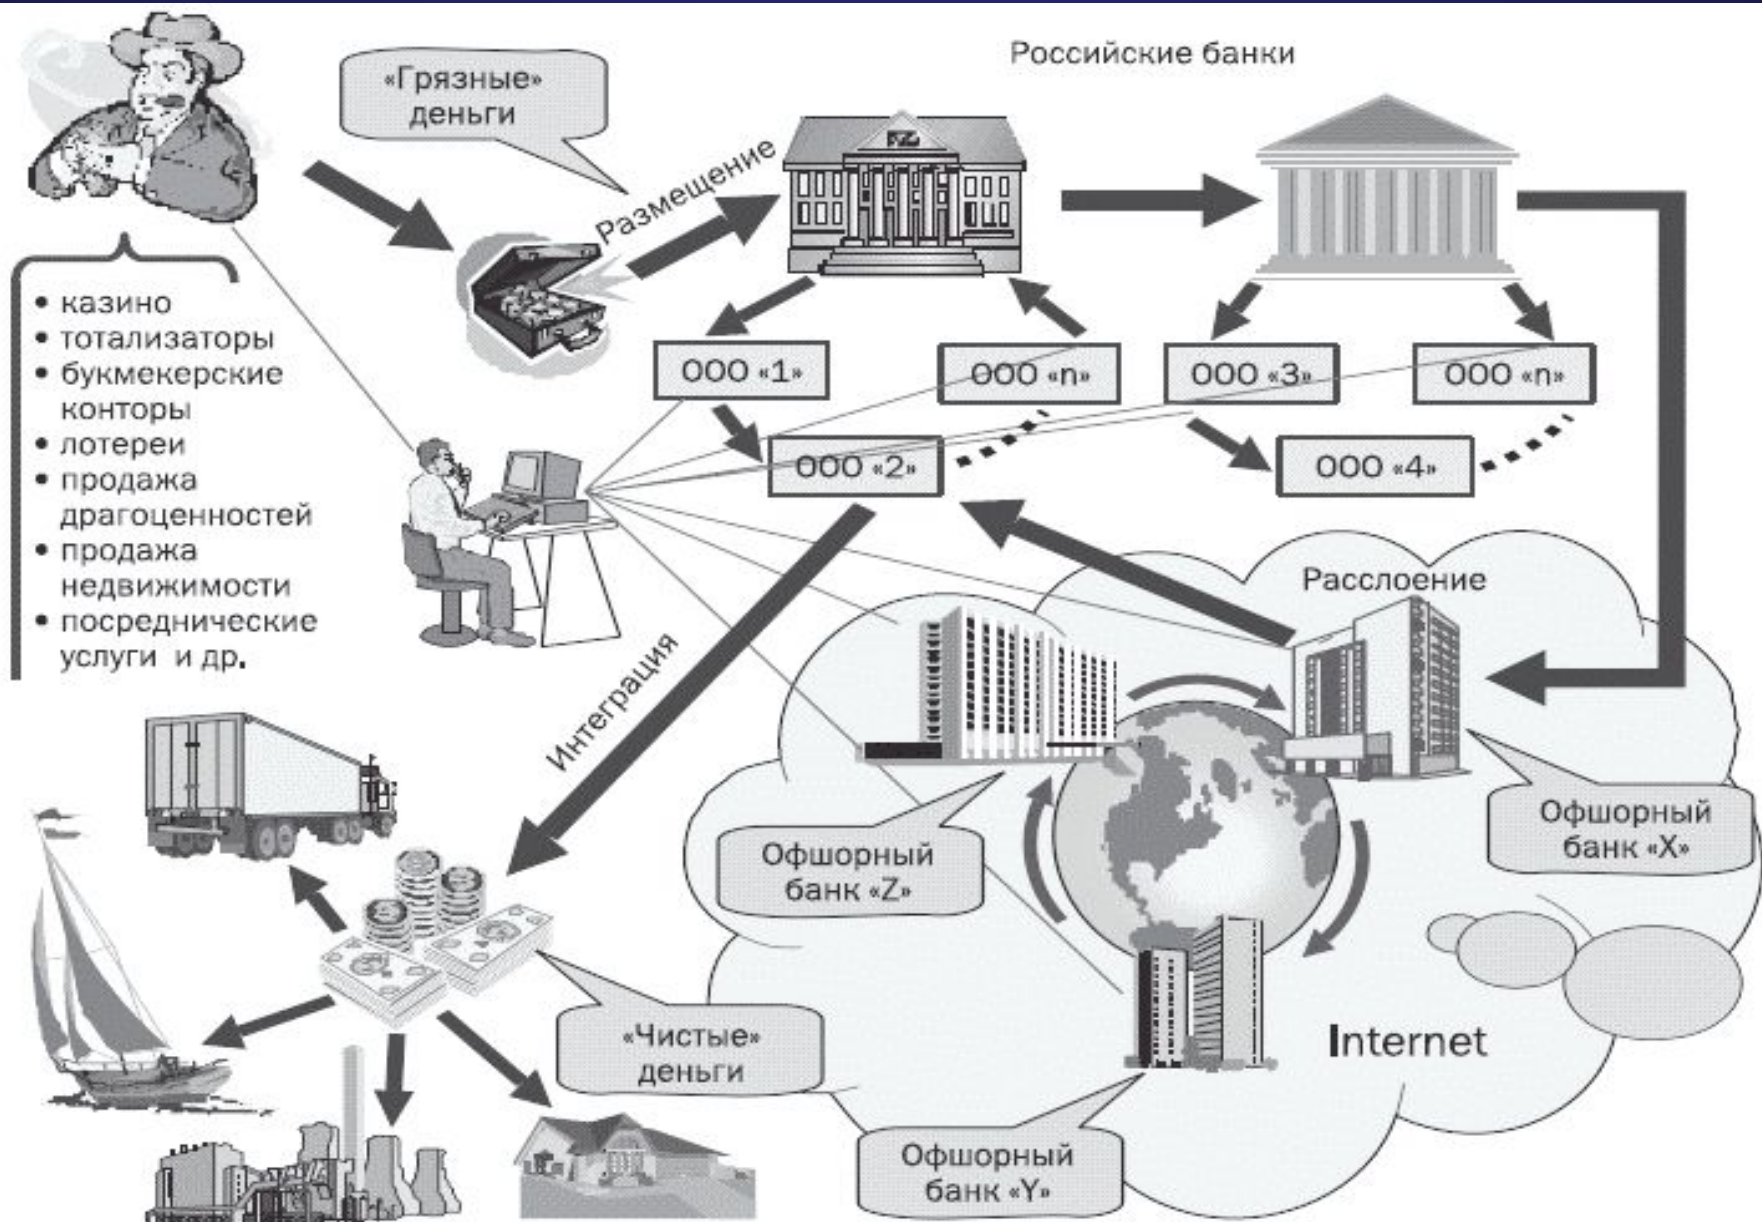 Российские банки
«Грязные»
деньги
Размещение
• казино
• тотализаторы
• букмекерские
конторы
• лотереи
• продажа
драгоценностей
• продажа
недвижимости
• посреднические
услуги и др.
ООО «1»
ООО «n»
ООО «3»
ООО «n»
ООО «2»
ООО «4»
Расслоение
Интеграция
Офшорный
банк «X»
Офшорный
банк «Z»
«Чистые»
деньги
Internet
Офшорный
банк «Y»